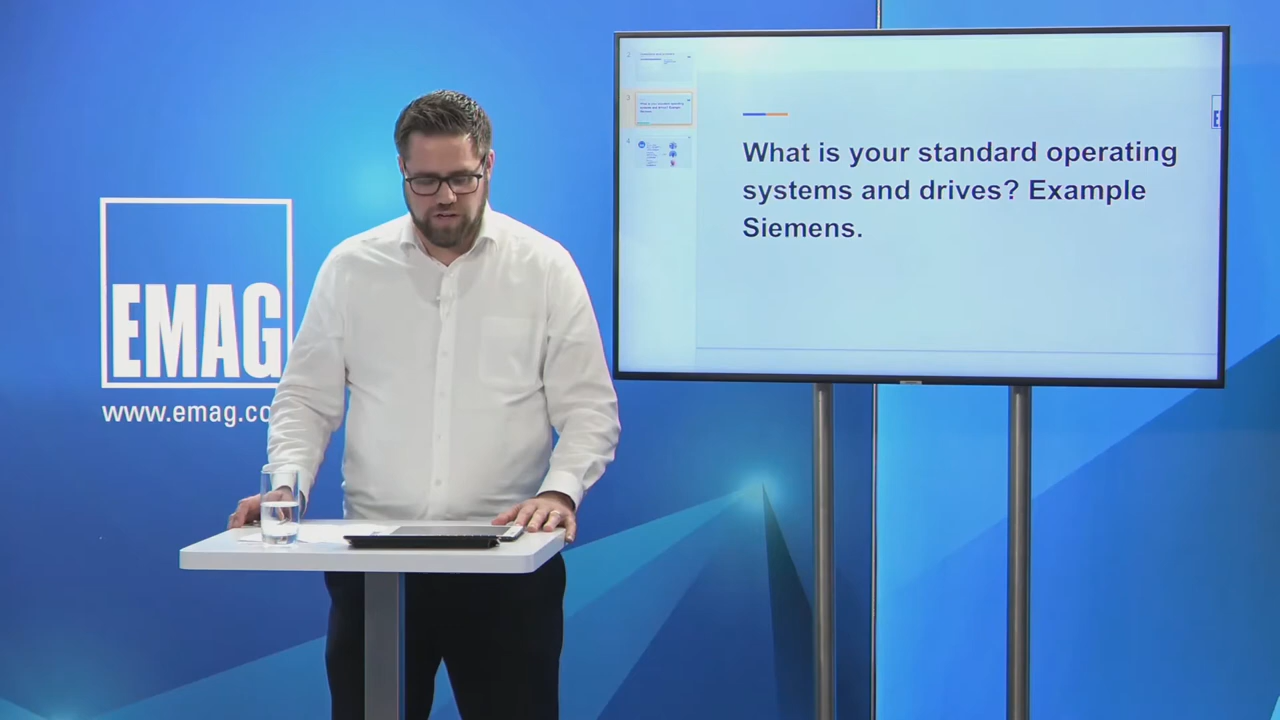 EMAG
www.emag.co
What is your standard operating
systems and drives? Example
Siemens.